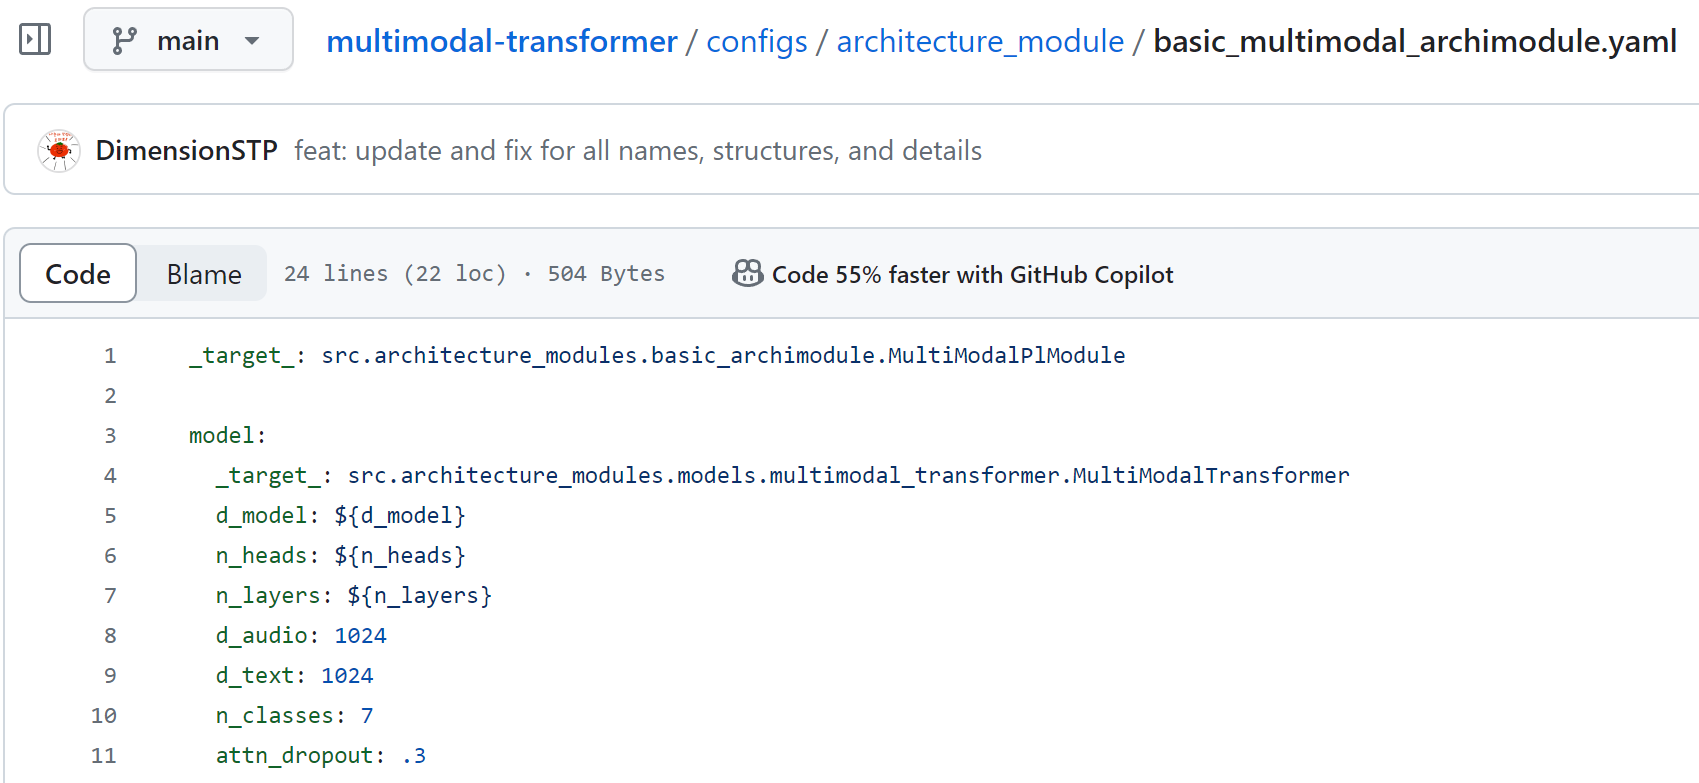 main multimodal-transformer / configs / architecture_module / basic_multimodal_archimodule.yaml
DimensionSTP feat: update and fix for all names, structures, and details
Code Blame 24 lines (22 loc) · 504 Bytes Code 55% faster with GitHub Copilot
1 _target_: src.architecture_modules.basic_archimodule.MultiModalPlModule
2
3 model:
4 _target_: src.architecture_modules.models.multimodal_transformer.MultiModalTransformer
5 d_model: ${d_model}
6 n_heads: ${n_heads}
7 n_layers: ${n_layers}
8 d_audio: 1024
9 d_text: 1024
10 n_classes: 7
11 attn_dropout: .3